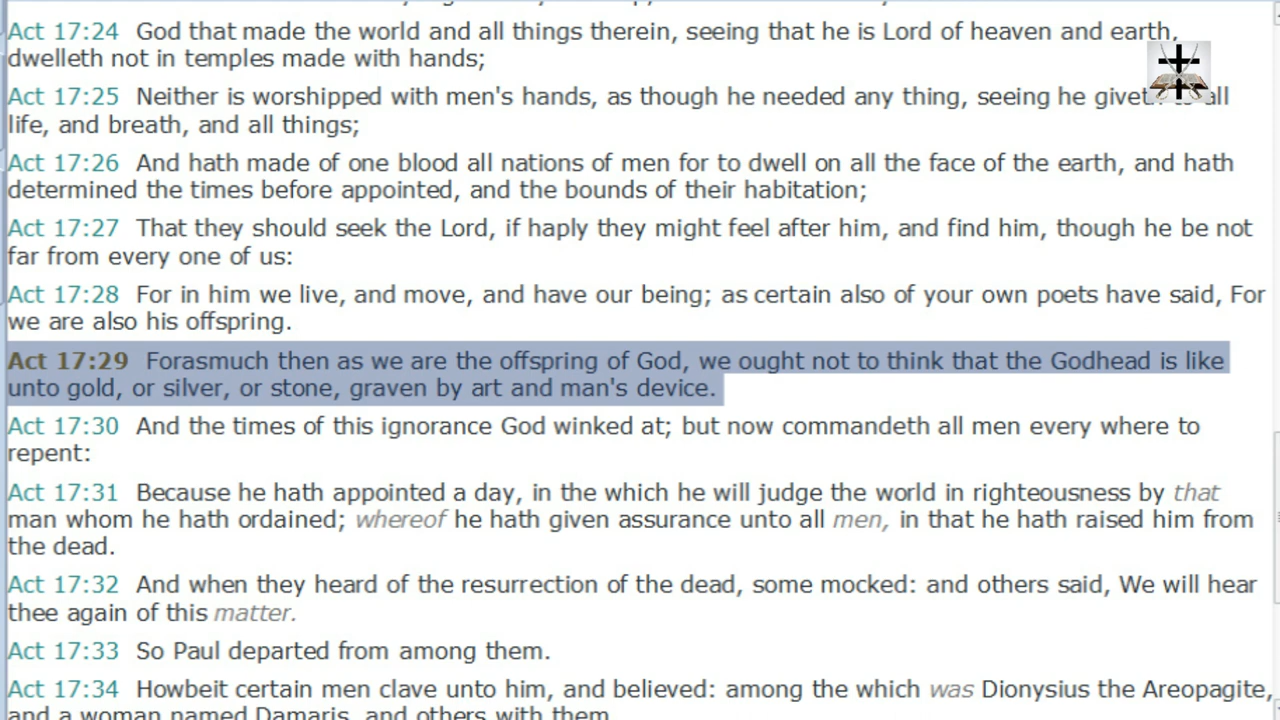 Act 17:24 God that made the world and all things therein, seeing that he is Lord of heaven and earth,
dwelleth not in temples made with hands;
Act 17:25 Neither is worshipped with men's hands, as though he needed any thing, seeing he giveth to all
life, and breath, and all things;
Act 17:26 And hath made of one blood all nations of men for to dwell on all the face of the earth, and hath
determined the times before appointed, and the bounds of their habitation;
Act 17:27 That they should seek the Lord, if haply they might feel after him, and find him, though he be not
far from every one of us:
Act 17:28 For in him we live, and move, and have our being; as certain also of your own poets have said, For
we are also his offspring.
Act 17:29 Forasmuch then as we are the offspring of God, we ought not to think that the Godhead is like
unto gold, or silver, or stone, graven by art and man's device.
Act 17:30 And the times of this ignorance God winked at; but now commandeth all men every where to
repent:
Act 17:31 Because he hath appointed a day, in the which he will judge the world in righteousness by that
man whom he hath ordained; whereof he hath given assurance unto all men, in that he hath raised him from
the dead.
Act 17:32 And when they heard of the resurrection of the dead, some mocked: and others said, We will hear
thee again of this matter.
Act 17:33 So Paul departed from among them.
Act 17:34 Howbeit certain men clave unto him, and believed: among the which was Dionysius the Areopagite,
and a woman named Damaris, and others with them.